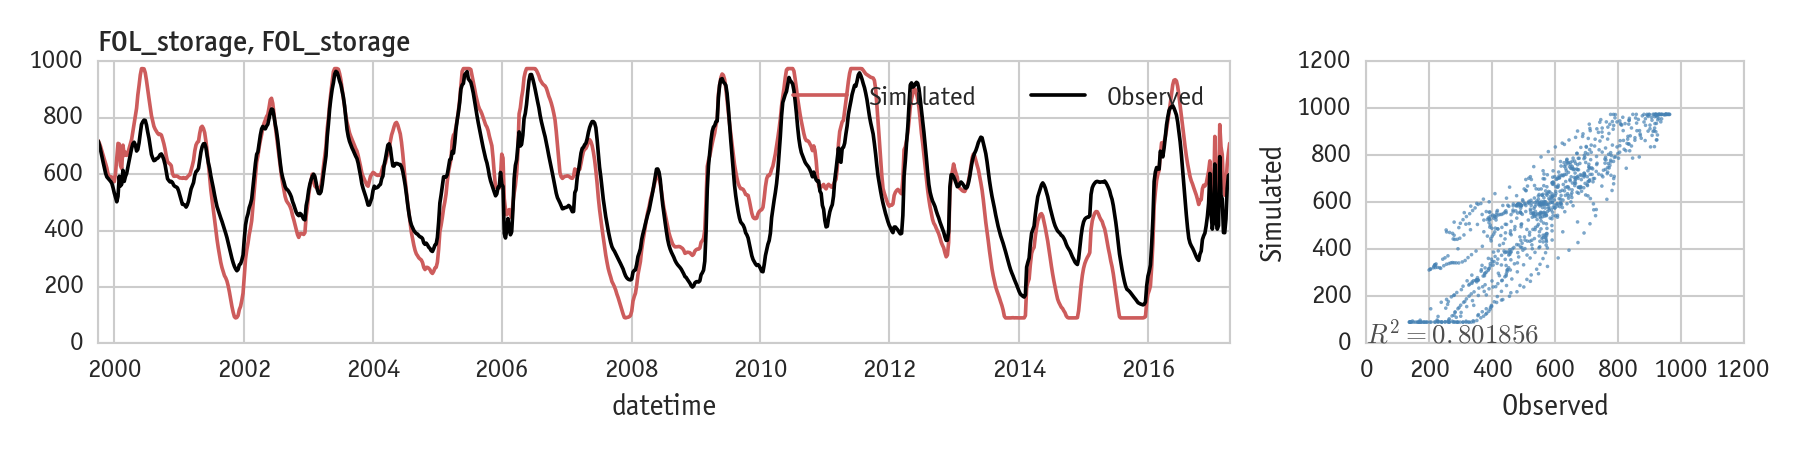 FOL_storage, FOL_storage
1000
800
600
400
200
0
Simulated
Observed
2000 2002 2004 2006 2008 2010 2012 2014 2016
datetime
1200
1000
800
600
400
200
0
Simulated
R² = 0.801856
0 200 400 600 800 1000 1200
Observed